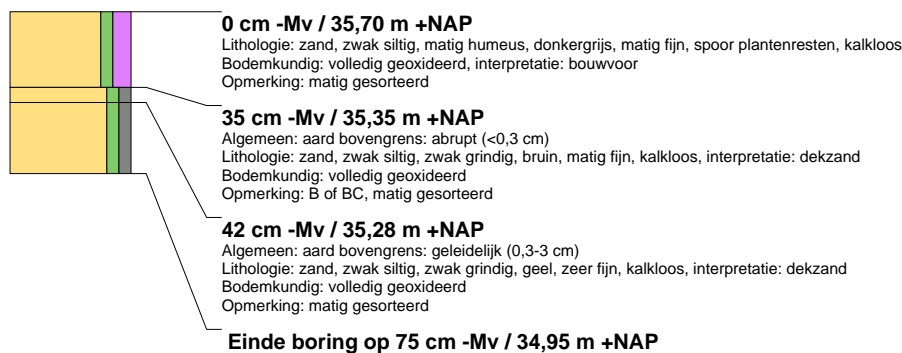 0 cm -Mv / 35,70 m +NAP
Lithologie: zand, zwak siltig, matig humeus, donkergrijs, matig fijn, spoor plantenresten, kalkloos
Bodemkundig: volledig geoxideerd, interpretatie: bouwvoor
Opmerking: matig gesorteerd
35 cm -Mv / 35,35 m +NAP
Algemeen: aard bovengrens: abrupt (<0,3 cm)
Lithologie: zand, zwak siltig, zwak grindig, bruin, matig fijn, kalkloos, interpretatie: dekzand
Bodemkundig: volledig geoxideerd
Opmerking: B of BC, matig gesorteerd
42 cm -Mv / 35,28 m +NAP
Algemeen: aard bovengrens: geleidelijk (0,3-3 cm)
Lithologie: zand, zwak siltig, zwak grindig, geel, zeer fijn, kalkloos, interpretatie: dekzand
Bodemkundig: volledig geoxideerd
Opmerking: matig gesorteerd
Einde boring op 75 cm -Mv / 34,95 m +NAP